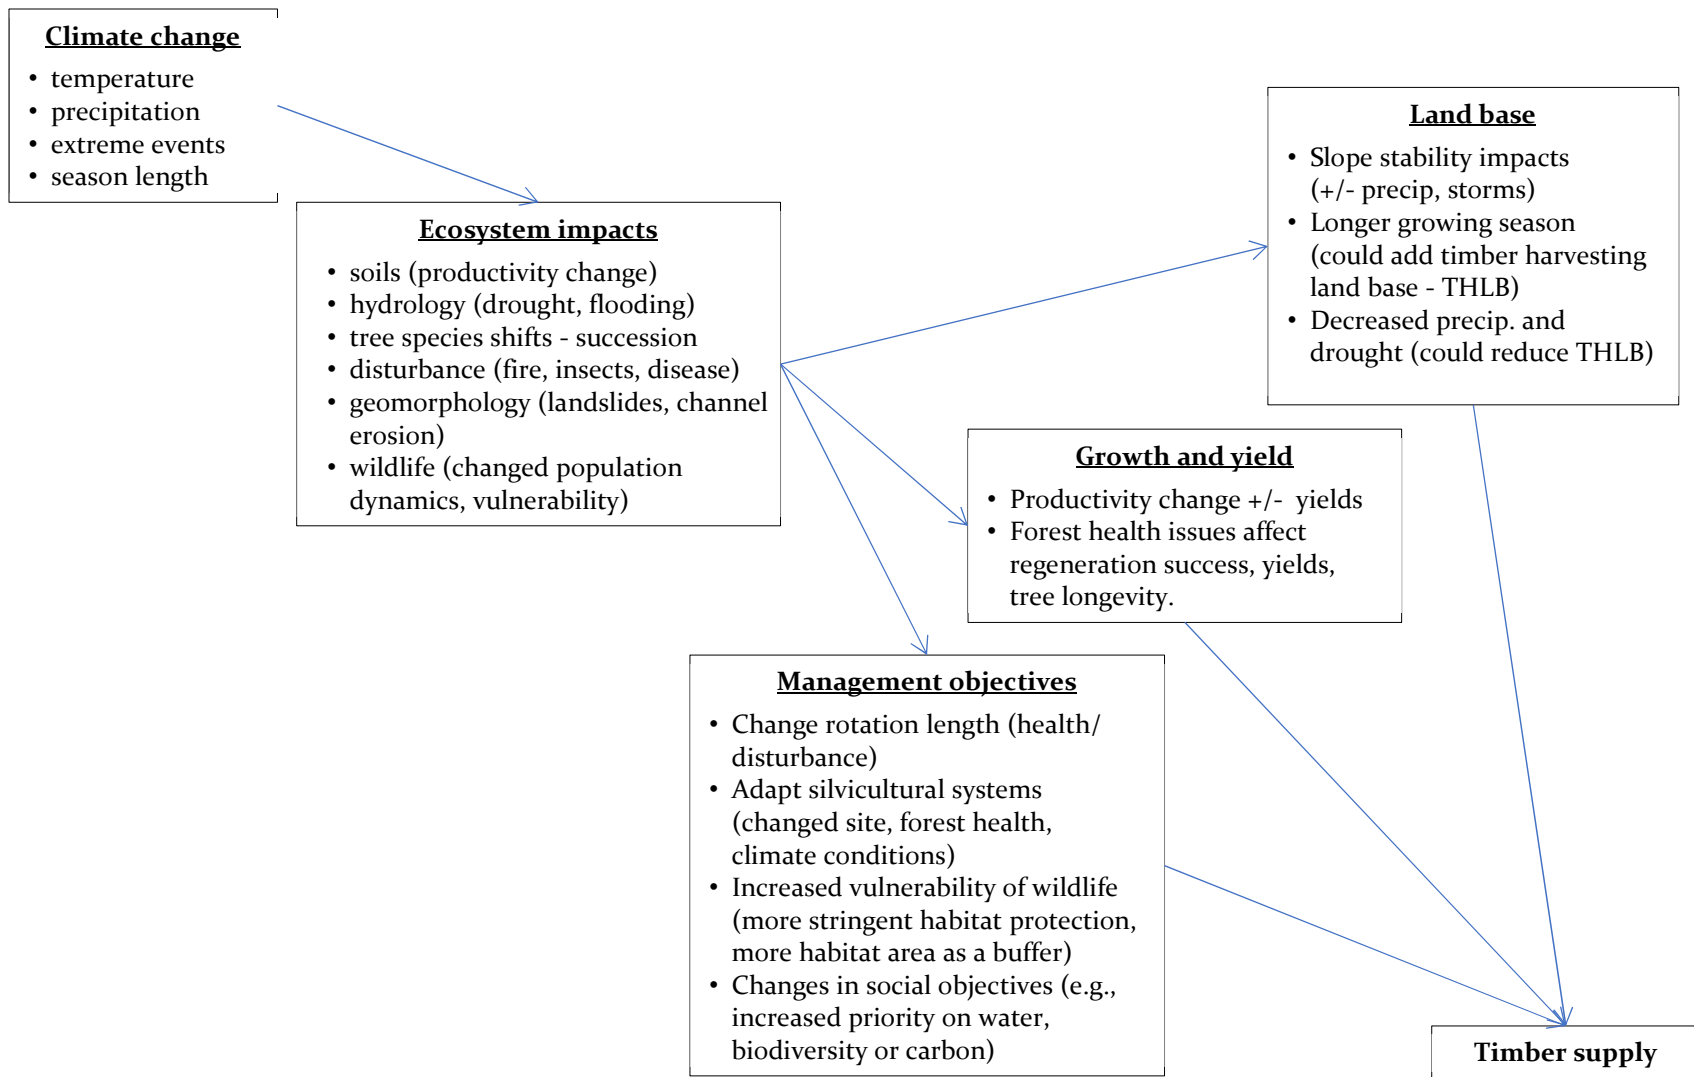 Climate change
• temperature
• precipitation
• extreme events
• season length
Ecosystem impacts
• soils (productivity change)
• hydrology (drought, flooding)
• tree species shifts - succession
• disturbance (fire, insects, disease)
• geomorphology (landslides, channel
erosion)
• wildlife (changed population
dynamics, vulnerability)
Land base
• Slope stability impacts
(+/- precip, storms)
• Longer growing season
(could add timber harvesting
land base - THLB)
• Decreased precip. and
drought (could reduce THLB)
Growth and yield
• Productivity change +/-  yields
• Forest health issues affect
regeneration success, yields,
tree longevity.
Management objectives
• Change rotation length (health/
disturbance)
• Adapt silvicultural systems
(changed site, forest health,
climate conditions)
• Increased vulnerability of wildlife
(more stringent habitat protection,
more habitat area as a buffer)
• Changes in social objectives (e.g.,
increased priority on water,
biodiversity or carbon)
Timber supply